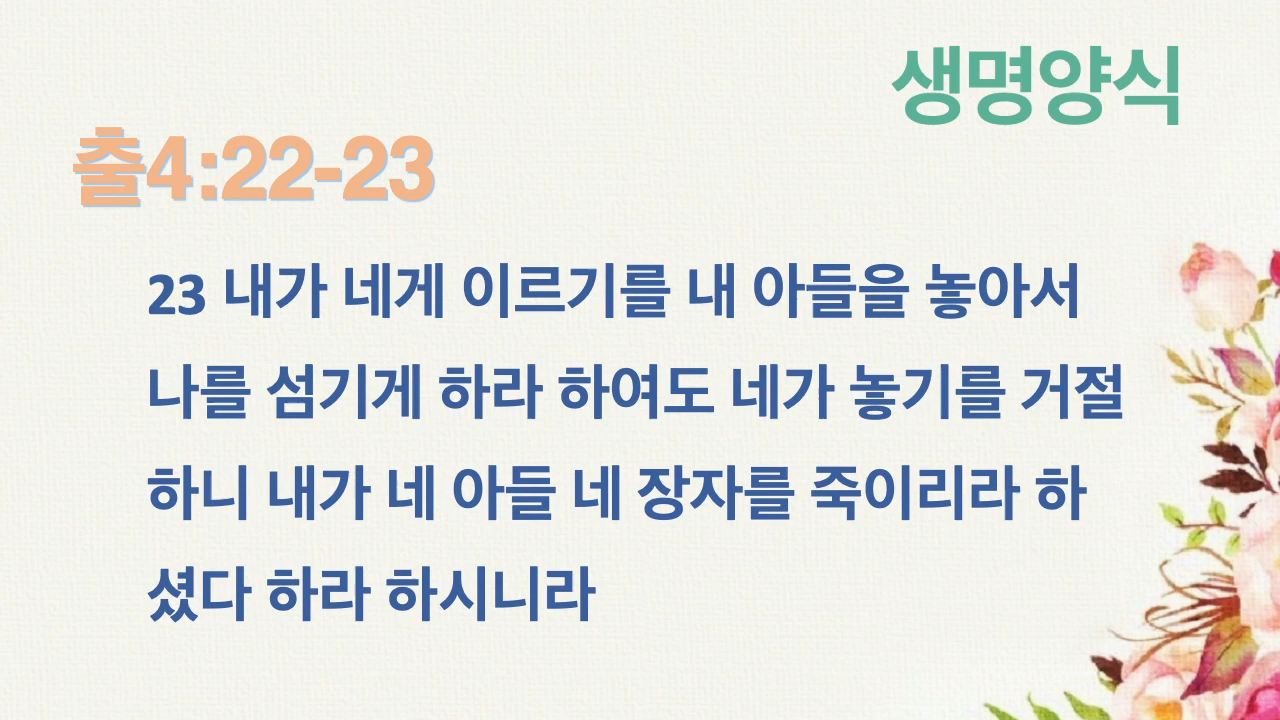 생명양식
출4:22-23
23 내가 네게 이르기를 내 아들을 놓아서
나를 섬기게 하라 하여도 네가 놓기를 거절
하니 내가 네 아들 네 장자를 죽이리라 하
셨다 하라 하시니라